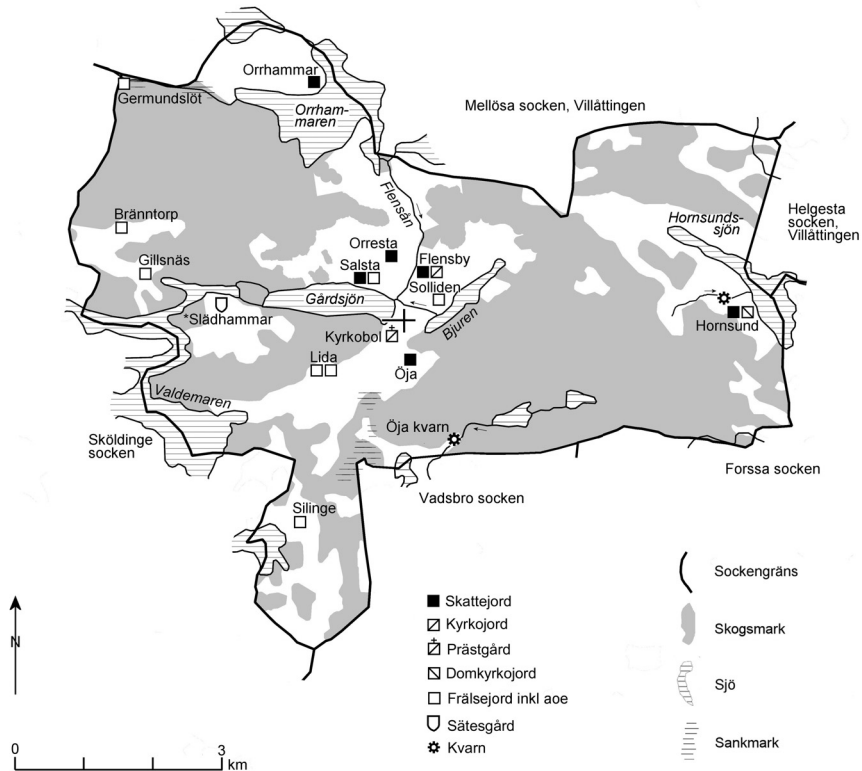 Orrhammar
Germundslöt
Orrham-
maren
Mellösa socken, Villåttingen
Flensån
Bränntorp
Gillsnäs
Orresta
Salsta
Flensby
Solliden
Hornsunds-
sjön
Helgesta
socken,
Villåttingen
Gårdsjön
*Slädhammar
Bjuren
Kyrkobol
Hornsund
Lida
Öja
Valdemaren
Öja kvarn
Sköldinge
socken
Forssa socken
Vadsbro socken
Silinge
Skattejord
Kyrkojord
Prästgård
Domkyrkojord
Frälsejord inkl aoe
Sätesgård
Kvarn
Sockengräns
Skogsmark
Sjö
Sankmark
N
0 3
km